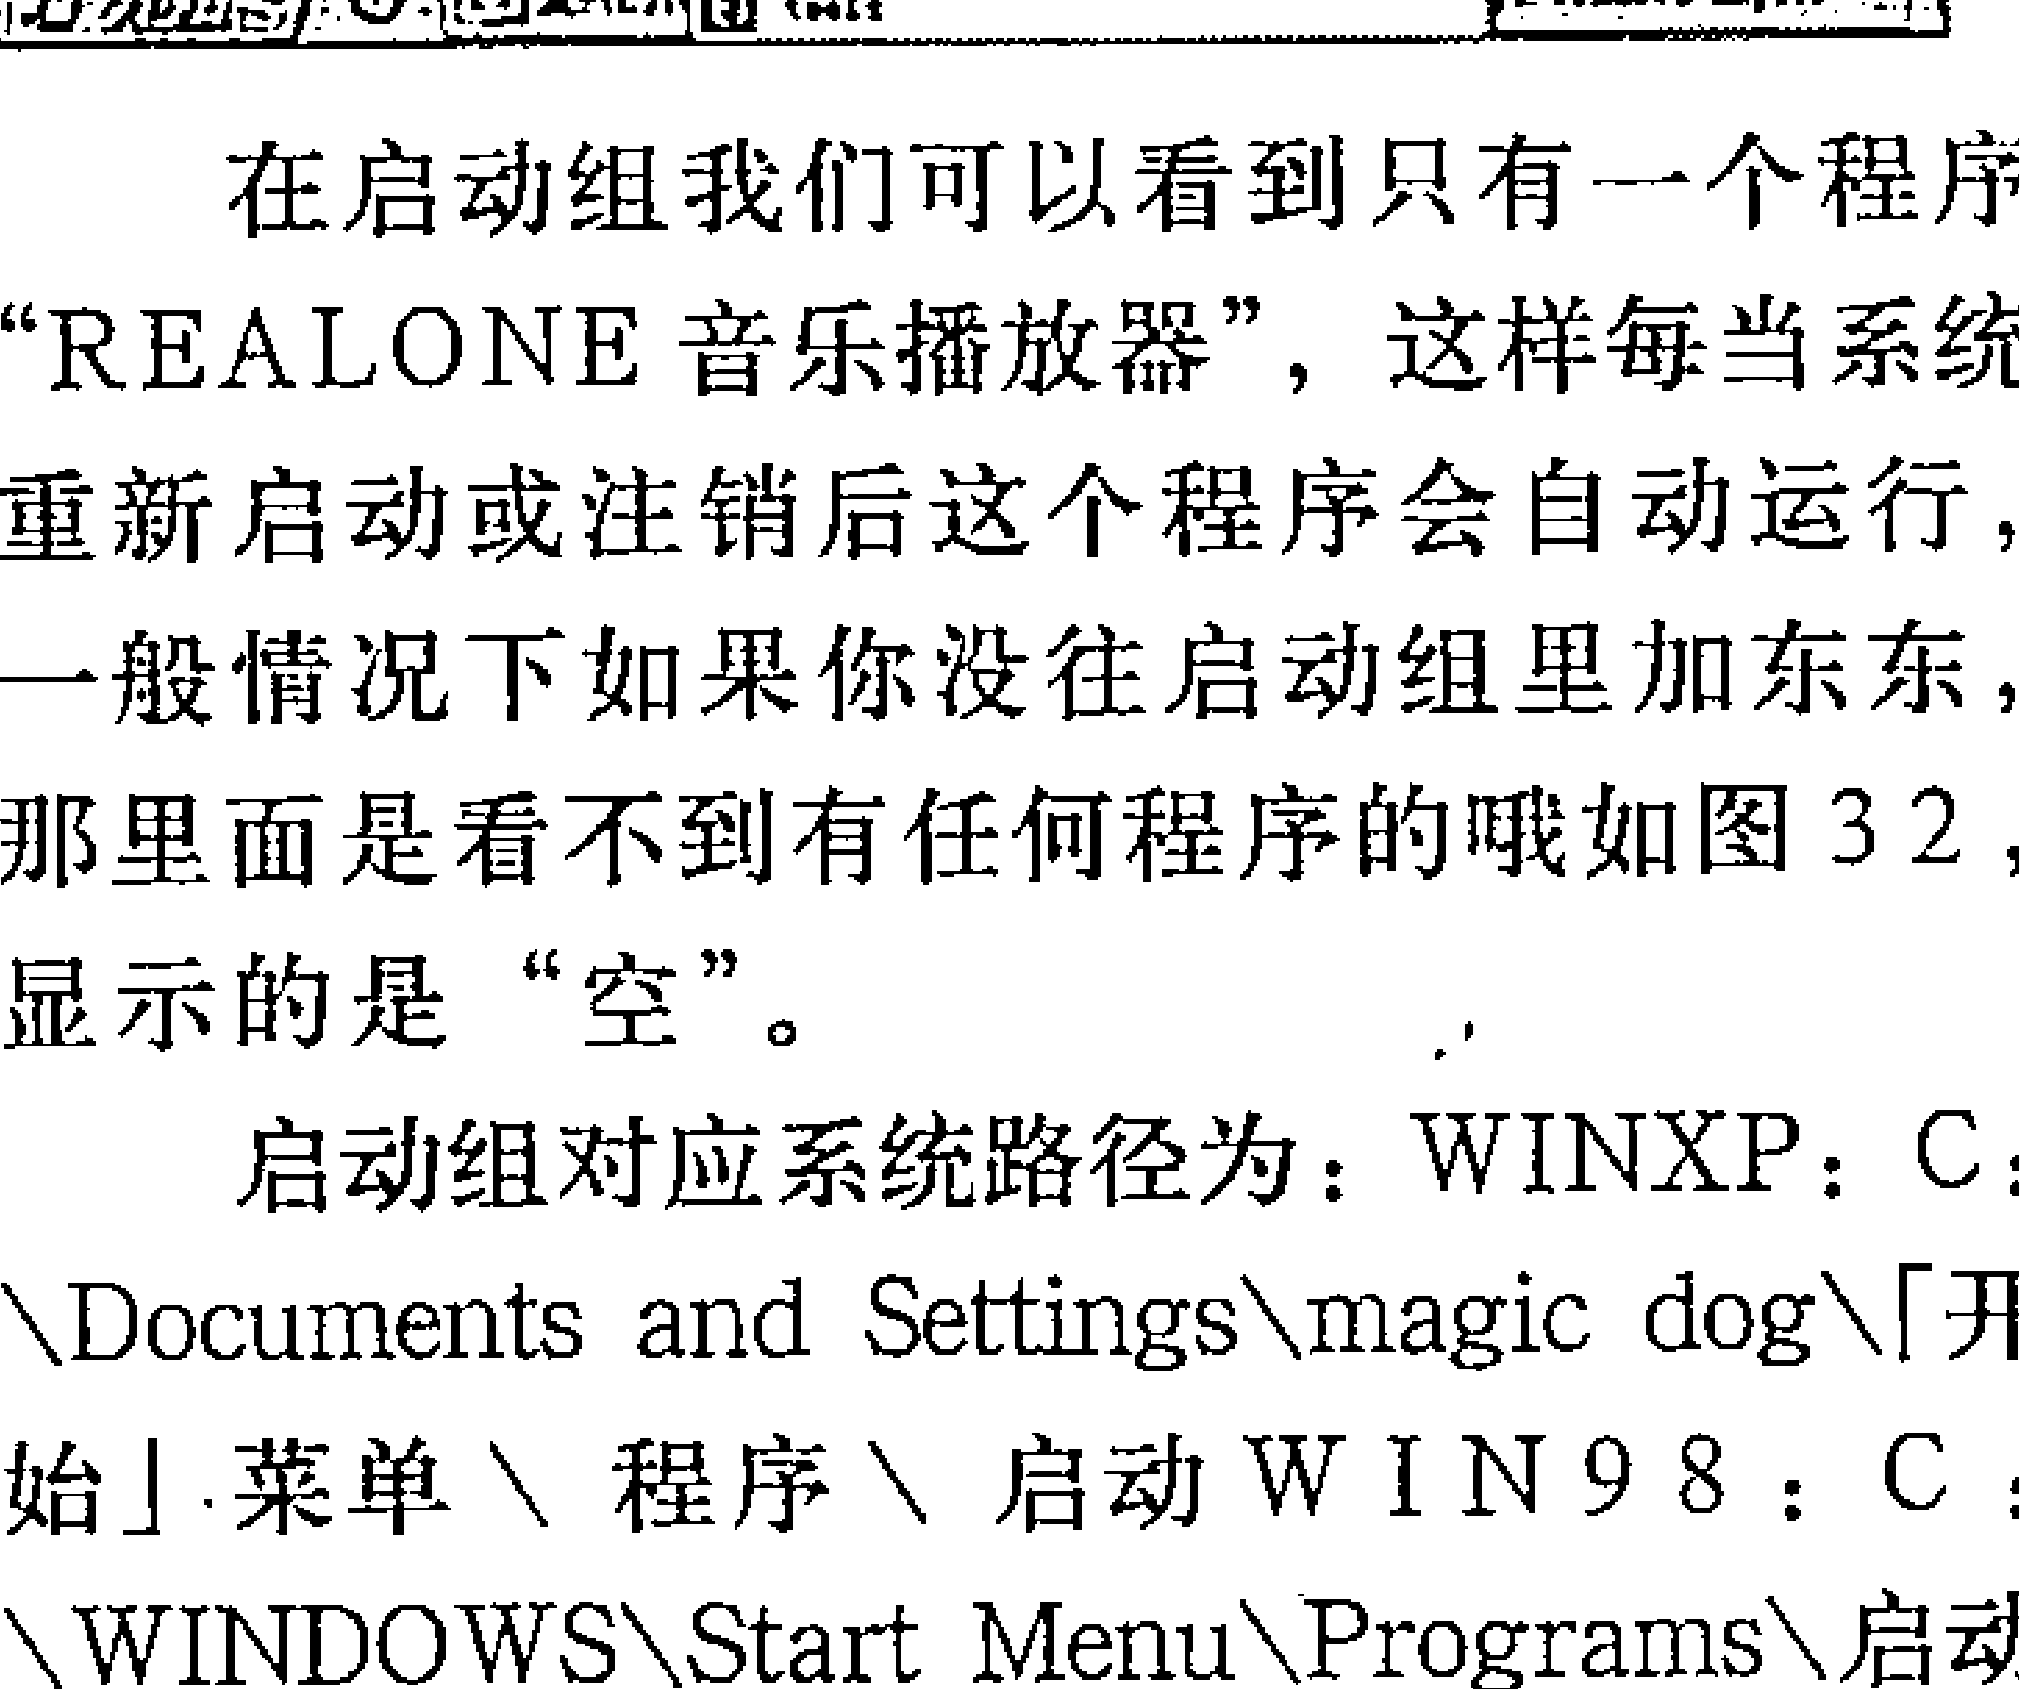 在启动组我们可以看到只有一个程序
“REALONE 音乐播放器”，这样每当系统
重新启动或注销后这个程序会自动运行，
一般情况下如果你没往启动组里加东东，
那里面是看不到有任何程序的哦如图32，
显示的是“空”。
启动组对应系统路径为：WINXP：C：
\Documents and Settings\magic dog\「开
始」菜单\ 程序\ 启动WIN98：C：
\WINDOWS\Start Menu\Programs\启动